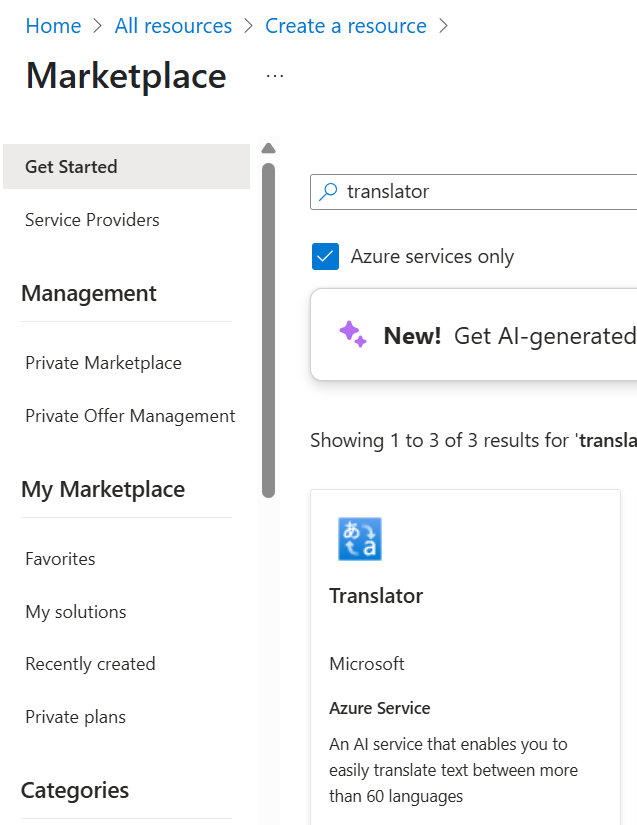 Home > All resources > Create a resource >
Marketplace ...
Get Started
Service Providers
Management
Private Marketplace
Private Offer Management
My Marketplace
Favorites
My solutions
Recently created
Private plans
Categories
translator
Azure services only
New! Get AI-generated
Showing 1 to 3 of 3 results for 'transla
あ a
Translator
Microsoft
Azure Service
An AI service that enables you to
easily translate text between more
than 60 languages